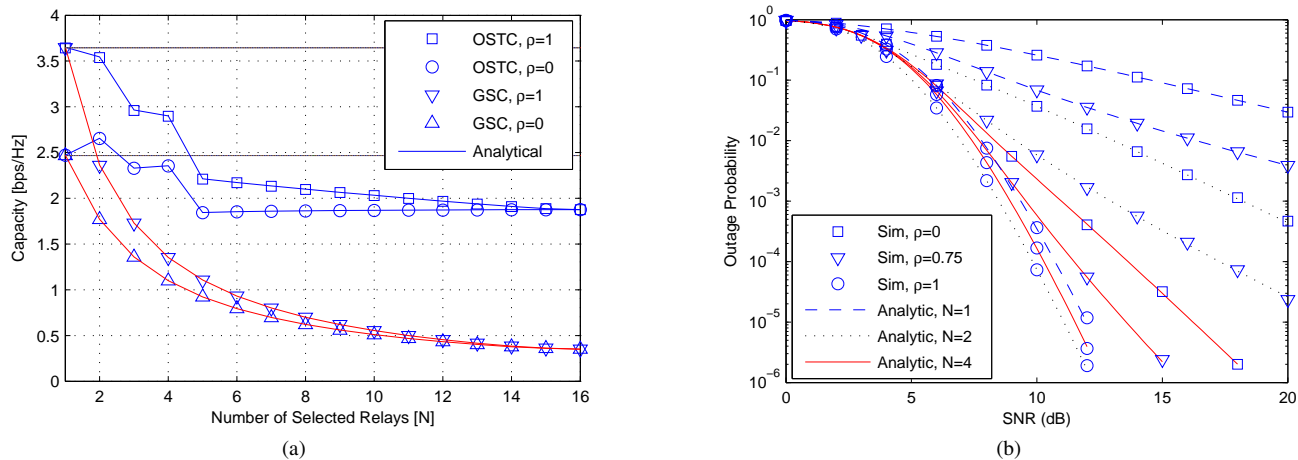 4
3.5
3
2.5
2
1.5
1
0.5
0
Capacity [bps/Hz]
OSTC, ρ=1
OSTC, ρ=0
GSC, ρ=1
GSC, ρ=0
Analytical
2 4 6 8 10 12 14 16
Number of Selected Relays [N]
(a)
10^0
10^-1
10^-2
10^-3
10^-4
10^-5
10^-6
Outage Probability
Sim, ρ=0
Sim, ρ=0.75
Sim, ρ=1
Analytic, N=1
Analytic, N=2
Analytic, N=4
0 5 10 15 20
SNR (dB)
(b)